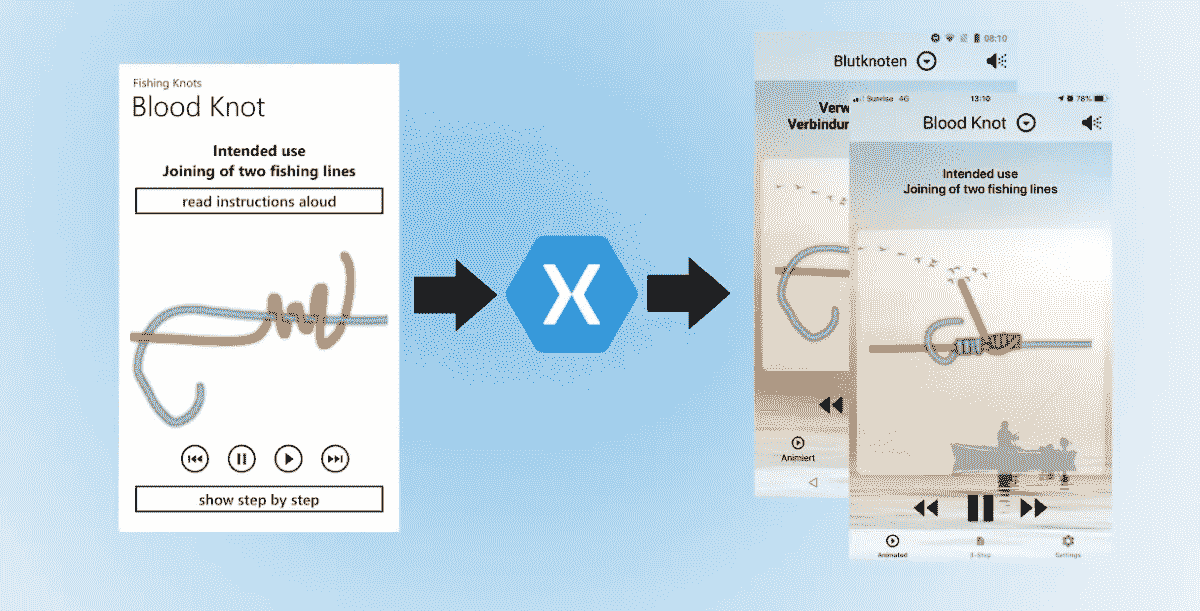 Fishing Knots
Blood Knot
Intended use
Joining of two fishing lines
read instructions aloud
show step by step
X
08:10
Blutknoten
Verw
Verbindun
Animiert
Sunrise 4G
13:10
78%
Blood Knot
Intended use
Joining of two fishing lines
Animated
Settings